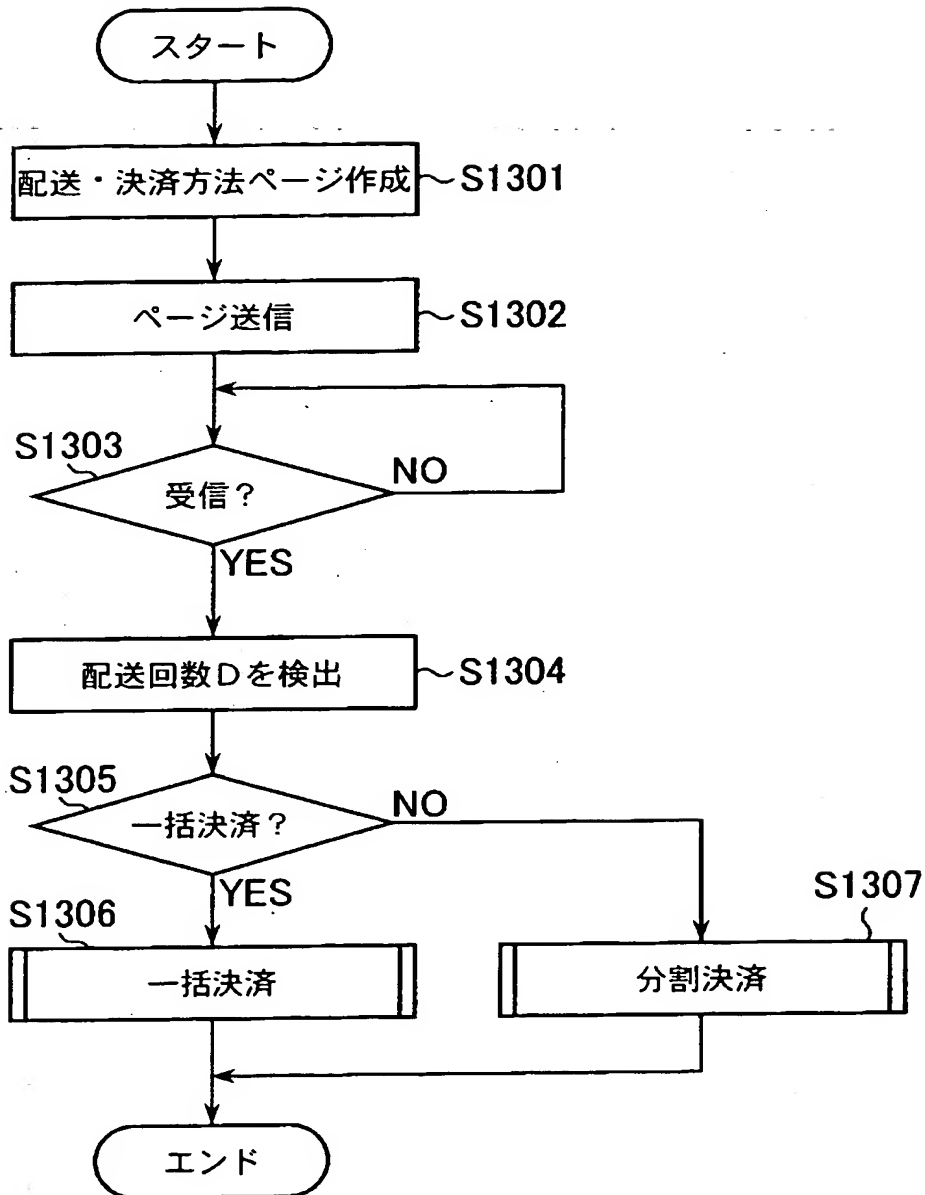 スタート
配送・決済方法ページ作成
S1301
ページ送信
S1302
S1303
受信?
NO
YES
配送回数Dを検出
S1304
S1305
一括決済?
NO
YES
S1306
一括決済
S1307
分割決済
エンド